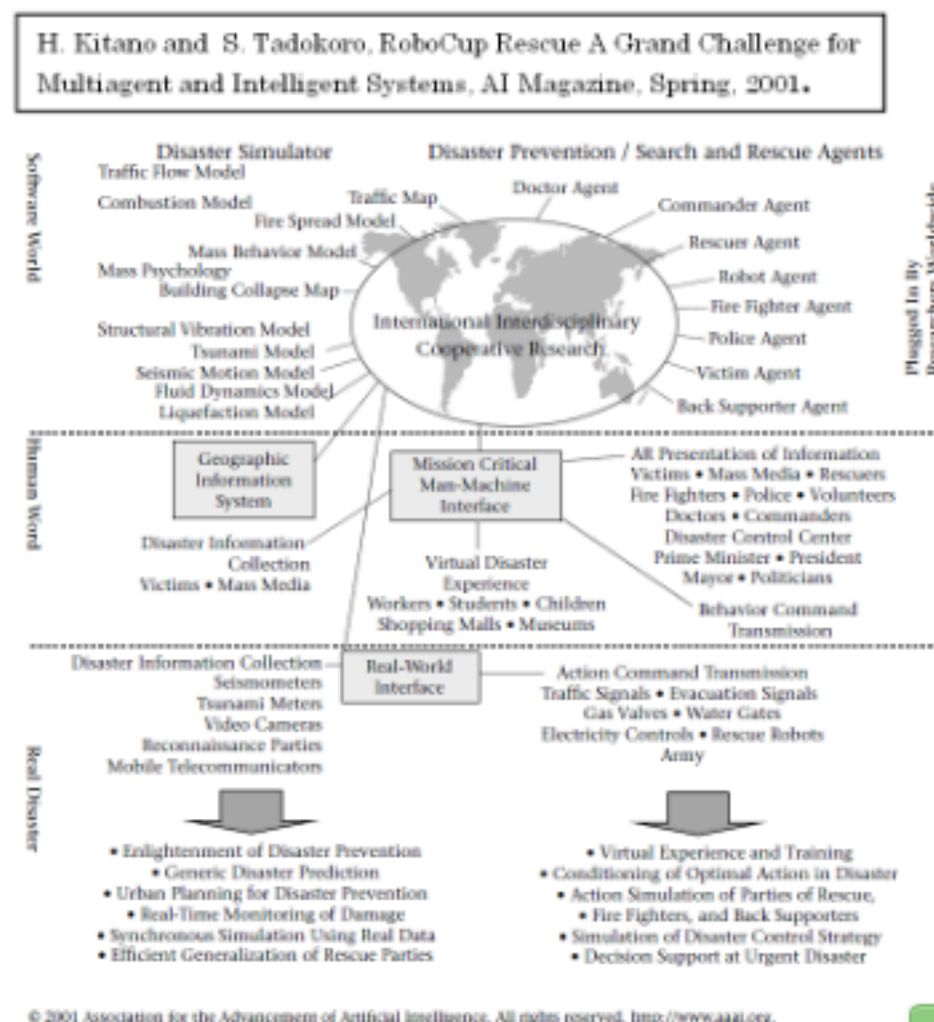 H. Kitano and S. Tadokoro, RoboCup Rescue A Grand Challenge for
Multiagent and Intelligent Systems, AI Magazine, Spring, 2001.
Software World
Disaster Simulator
Traffic Flow Model
Combustion Model
Traffic Map
Fire Spread Model
Mass Behavior Model
Mass Psychology
Building Collapse Map
Structural Vibration Model
Tsunami Model
Seismic Motion Model
Fluid Dynamics Model
Liquefaction Model
International Interdisciplinary
Cooperative Research
Disaster Prevention / Search and Rescue Agents
Doctor Agent
Commander Agent
Rescuer Agent
Robot Agent
Fire Fighter Agent
Police Agent
Victim Agent
Back Supporter Agent
Plugged In By
Researchers Worldwide
Human Word
Geographic
Information
System
Disaster Information
Collection
Victims • Mass Media
Mission Critical
Man-Machine
Interface
Virtual Disaster
Experience
Workers • Students • Children
Shopping Malls • Museums
AR Presentation of Information
Victims • Mass Media • Rescuers
Fire Fighters • Police • Volunteers
Doctors • Commanders
Disaster Control Center
Prime Minister • President
Mayor • Politicians
Behavior Command
Transmission
Real Disaster
Disaster Information Collection
Seismometers
Tsunami Meters
Video Cameras
Reconnaissance Parties
Mobile Telecommunicators
Real-World
Interface
Action Command Transmission
Traffic Signals • Evacuation Signals
Gas Valves • Water Gates
Electricity Controls • Rescue Robots
Army
• Enlightenment of Disaster Prevention
• Generic Disaster Prediction
• Urban Planning for Disaster Prevention
• Real-Time Monitoring of Damage
• Synchronous Simulation Using Real Data
• Efficient Generalization of Rescue Parties
• Virtual Experience and Training
• Conditioning of Optimal Action in Disaster
• Action Simulation of Parties of Rescue,
• Fire Fighters, and Back Supporters
• Simulation of Disaster Control Strategy
• Decision Support at Urgent Disaster
© 2001 Association for the Advancement of Artificial Intelligence. All rights reserved. http://www.aaai.org.